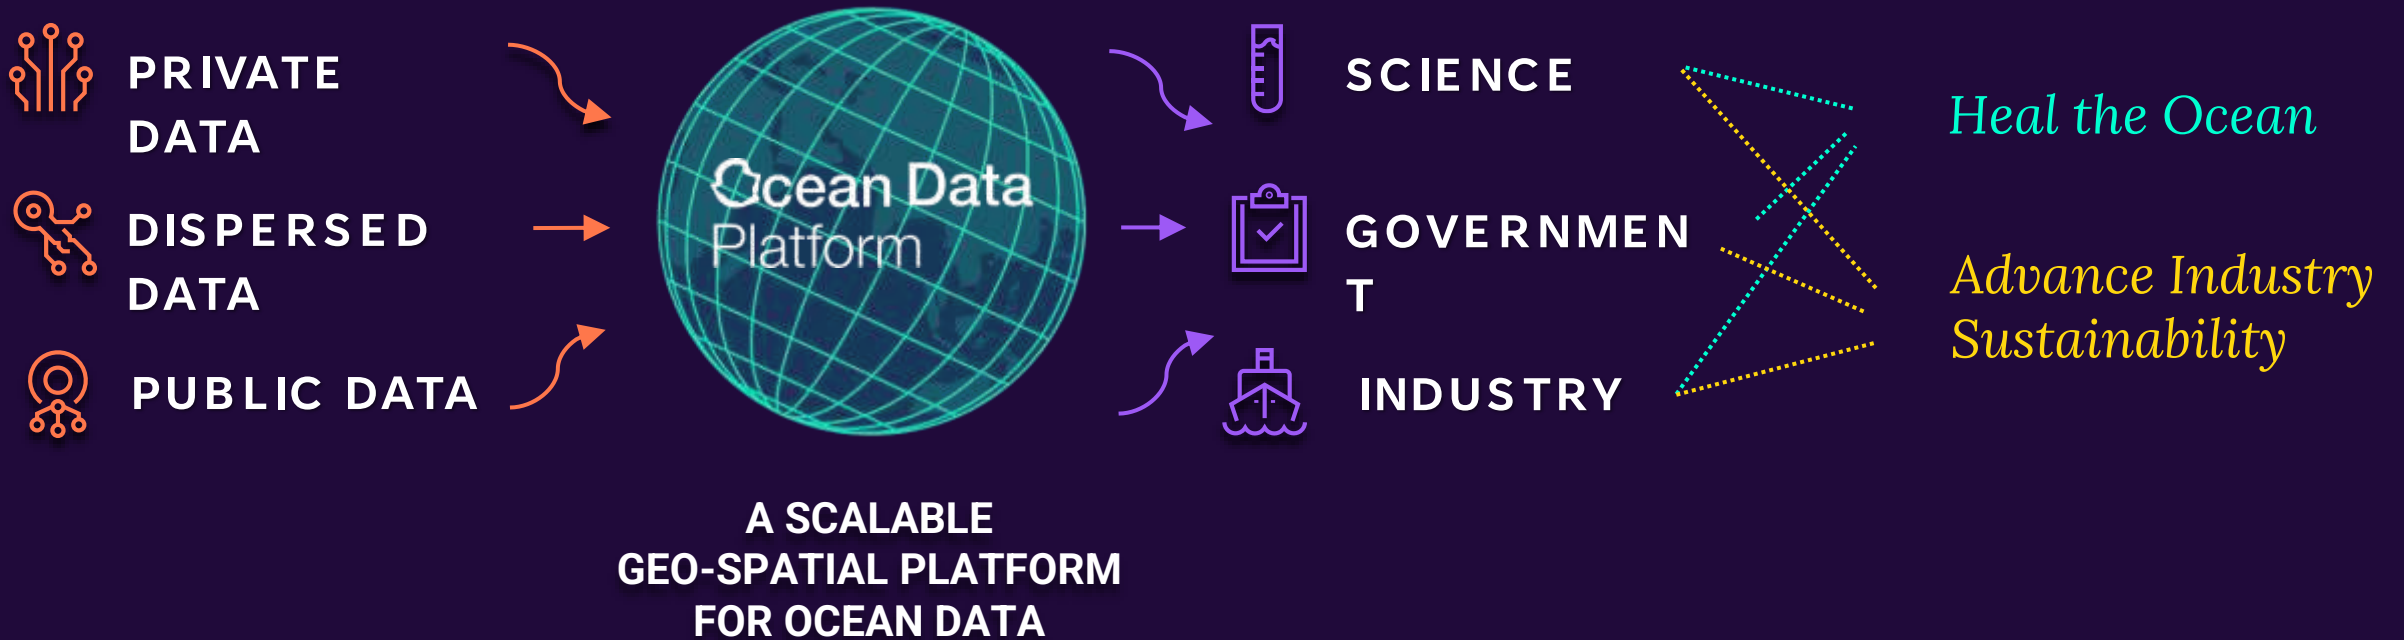 PRIVATE
DATA
DISPERSED
DATA
PUBLIC DATA
Ocean Data
Platform
A SCALABLE
GEO-SPATIAL PLATFORM
FOR OCEAN DATA
SCIENCE
GOVERNMEN
T
INDUSTRY
Heal the Ocean
Advance Industry
Sustainability